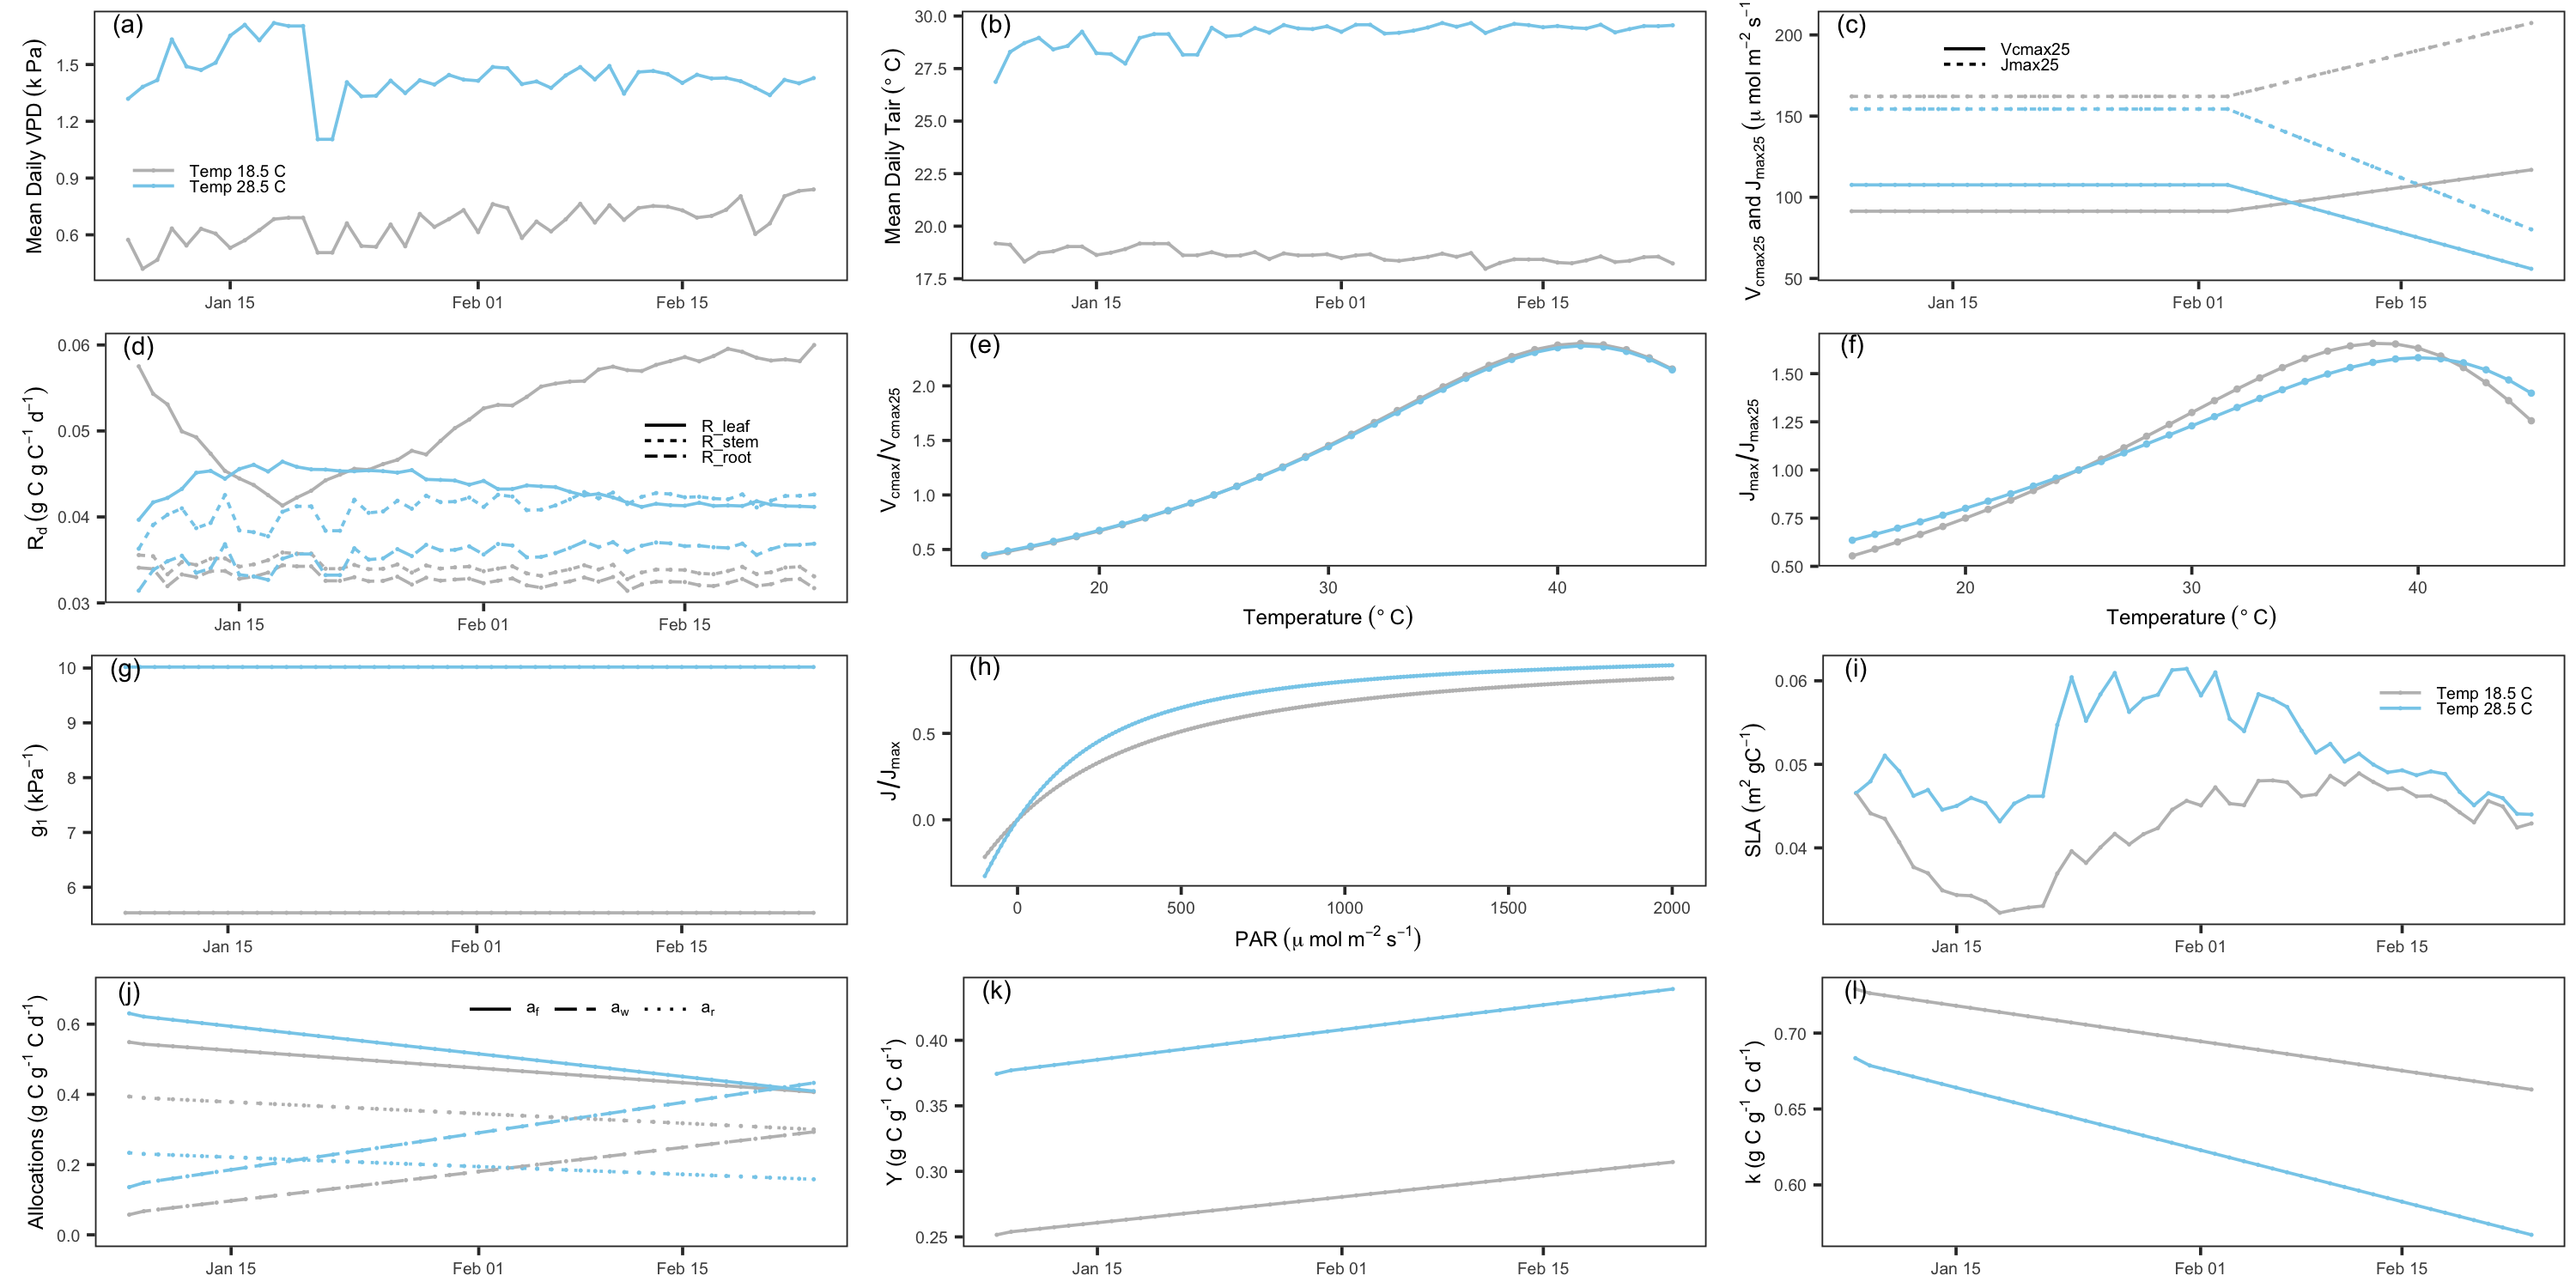 (a)
Mean Daily VPD (k Pa)
1.5
1.2
0.9
0.6
Temp 18.5 C
Temp 28.5 C
Jan 15
Feb 01
Feb 15
(b)
Mean Daily Tair (° C)
30.0
27.5
25.0
22.5
20.0
17.5
Jan 15
Feb 01
Feb 15
(c)
Vcmax25 and Jmax25 (μ mol m−2 s−1
200
150
100
50
Vcmax25
Jmax25
Jan 15
Feb 01
Feb 15
(d)
Rd (g C g C−1 d−1)
0.06
0.05
0.04
0.03
R_leaf
R_stem
R_root
Jan 15
Feb 01
Feb 15
(e)
Vcmax/Vcmax25
2.0
1.5
1.0
0.5
20
30
40
Temperature (° C)
(f)
Jmax/Jmax25
1.50
1.25
1.00
0.75
0.50
20
30
40
Temperature (° C)
(g)
g1 (kPa−1)
10
9
8
7
6
Jan 15
Feb 01
Feb 15
(h)
J/Jmax
0.5
0.0
0
500
1000
1500
2000
PAR (μ mol m−2 s−1)
(i)
SLA (m2 gC−1)
0.06
0.05
0.04
Temp 18.5 C
Temp 28.5 C
Jan 15
Feb 01
Feb 15
(j)
Allocations (g C g-1 C d-1)
0.6
0.4
0.2
0.0
af
aw
ar
Jan 15
Feb 01
Feb 15
(k)
Y (g C g-1 C d-1)
0.40
0.35
0.30
0.25
Jan 15
Feb 01
Feb 15
(l)
k (g C g-1 C d-1)
0.70
0.65
0.60
Jan 15
Feb 01
Feb 15